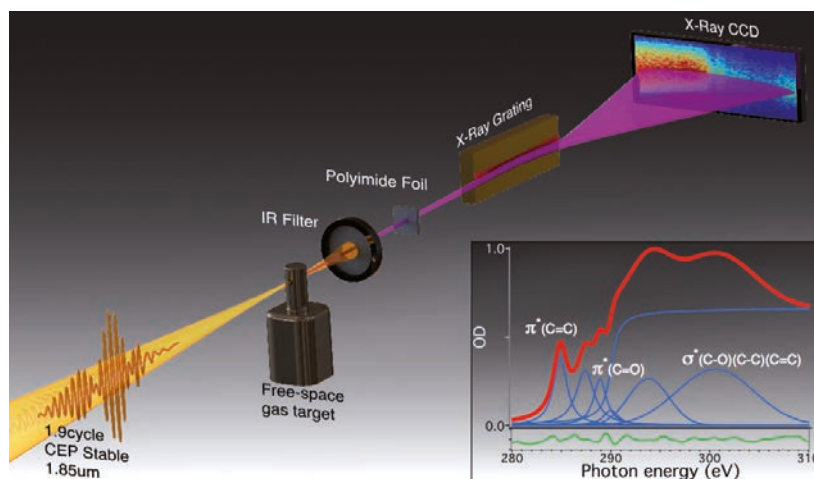 X-Ray CCD
X-Ray Grating
Polyimide Foil
IR Filter
Free-space
gas target
1.9cycle
CEP Stable
1.85um
1.0
OD
0.0
π*(C=C)
π*(C=O)
σ*(C-O)(C-C)(C=C)
280 290 300 310
Photon energy (eV)